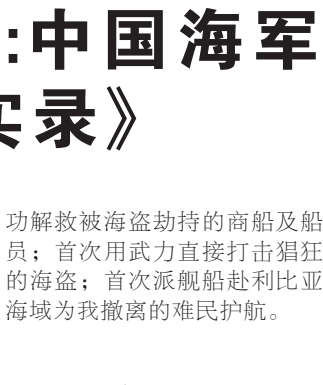 :中国海军
实录》
功解救被海盗劫持的商船及船
员；首次用武力直接打击猖狂
的海盗；首次派舰船赴利比亚
海域为我撤离的难民护航。